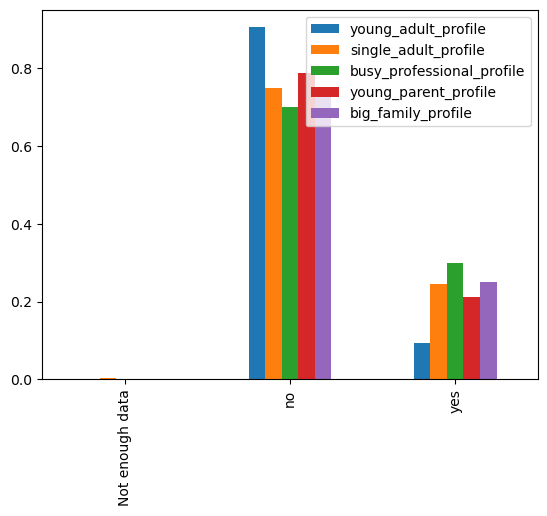 young_adult_profile
single_adult_profile
busy_professional_profile
young_parent_profile
big_family_profile
0.8
0.6
0.4
0.2
0.0
Not enough data
no
yes